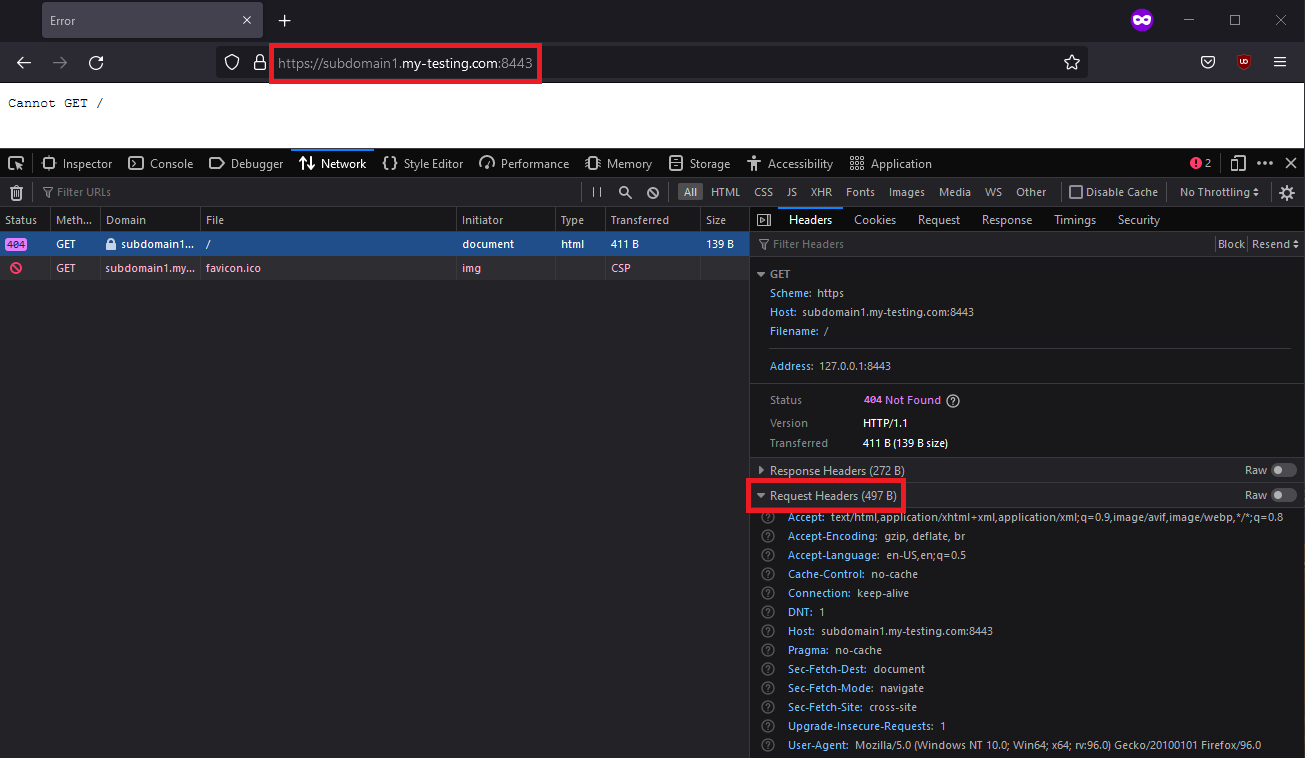 Error
https://subdomain1.my-testing.com:8443
Cannot GET /
Inspector Console Debugger Network Style Editor Performance Memory Storage Accessibility Application 2
Filter URLs All HTML CSS JS XHR Fonts Images Media WS Other Disable Cache No Throttling
Status Meth... Domain File Initiator Type Transferred Size
404 GET subdomain1... / document html 411 B 139 B
GET subdomain1.my... favicon.ico img CSP
Headers Cookies Request Response Timings Security
Filter Headers Block Resend
GET
Scheme: https
Host: subdomain1.my-testing.com:8443
Filename: /
Address: 127.0.0.1:8443
Status 404 Not Found
Version HTTP/1.1
Transferred 411 B (139 B size)
Response Headers (272 B) Raw
Request Headers (497 B) Raw
Accept: text/html,application/xhtml+xml,application/xml;q=0.9,image/avif,image/webp,*/*;q=0.8
Accept-Encoding: gzip, deflate, br
Accept-Language: en-US,en;q=0.5
Cache-Control: no-cache
Connection: keep-alive
DNT: 1
Host: subdomain1.my-testing.com:8443
Pragma: no-cache
Sec-Fetch-Dest: document
Sec-Fetch-Mode: navigate
Sec-Fetch-Site: cross-site
Upgrade-Insecure-Requests: 1
User-Agent: Mozilla/5.0 (Windows NT 10.0; Win64; x64; rv:96.0) Gecko/20100101 Firefox/96.0